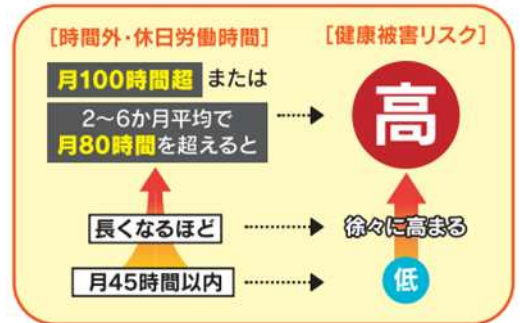 [時間外・休日労働時間]
[健康被害リスク]
月100時間超 または
2〜6か月平均で
月80時間を超えると
高
長くなるほど
徐々に高まる
月45時間以内
低